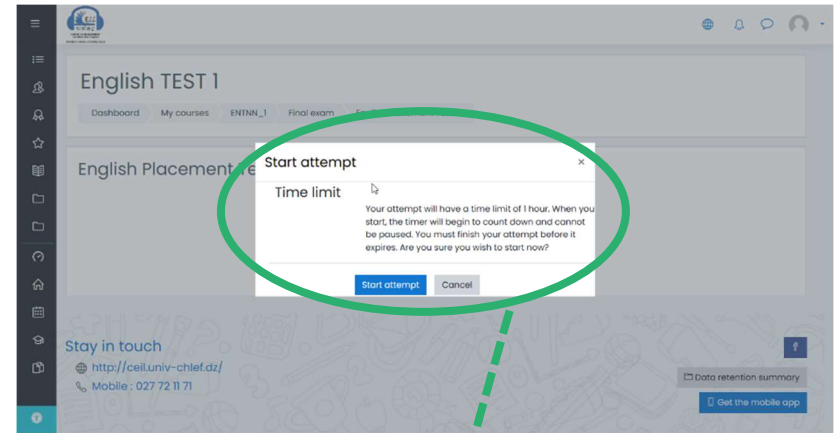 English TEST 1
Dashboard My courses ENTNN_1 Final exam
English Placement Te
Start attempt ×
Time limit
Your attempt will have a time limit of 1 hour. When you
start, the timer will begin to count down and cannot
be paused. You must finish your attempt before it
expires. Are you sure you wish to start now?
Start attempt Cancel
Stay in touch
http://ceil.univ-chlef.dz/
Mobile : 027 72 11 71
Data retention summary
Get the mobile app